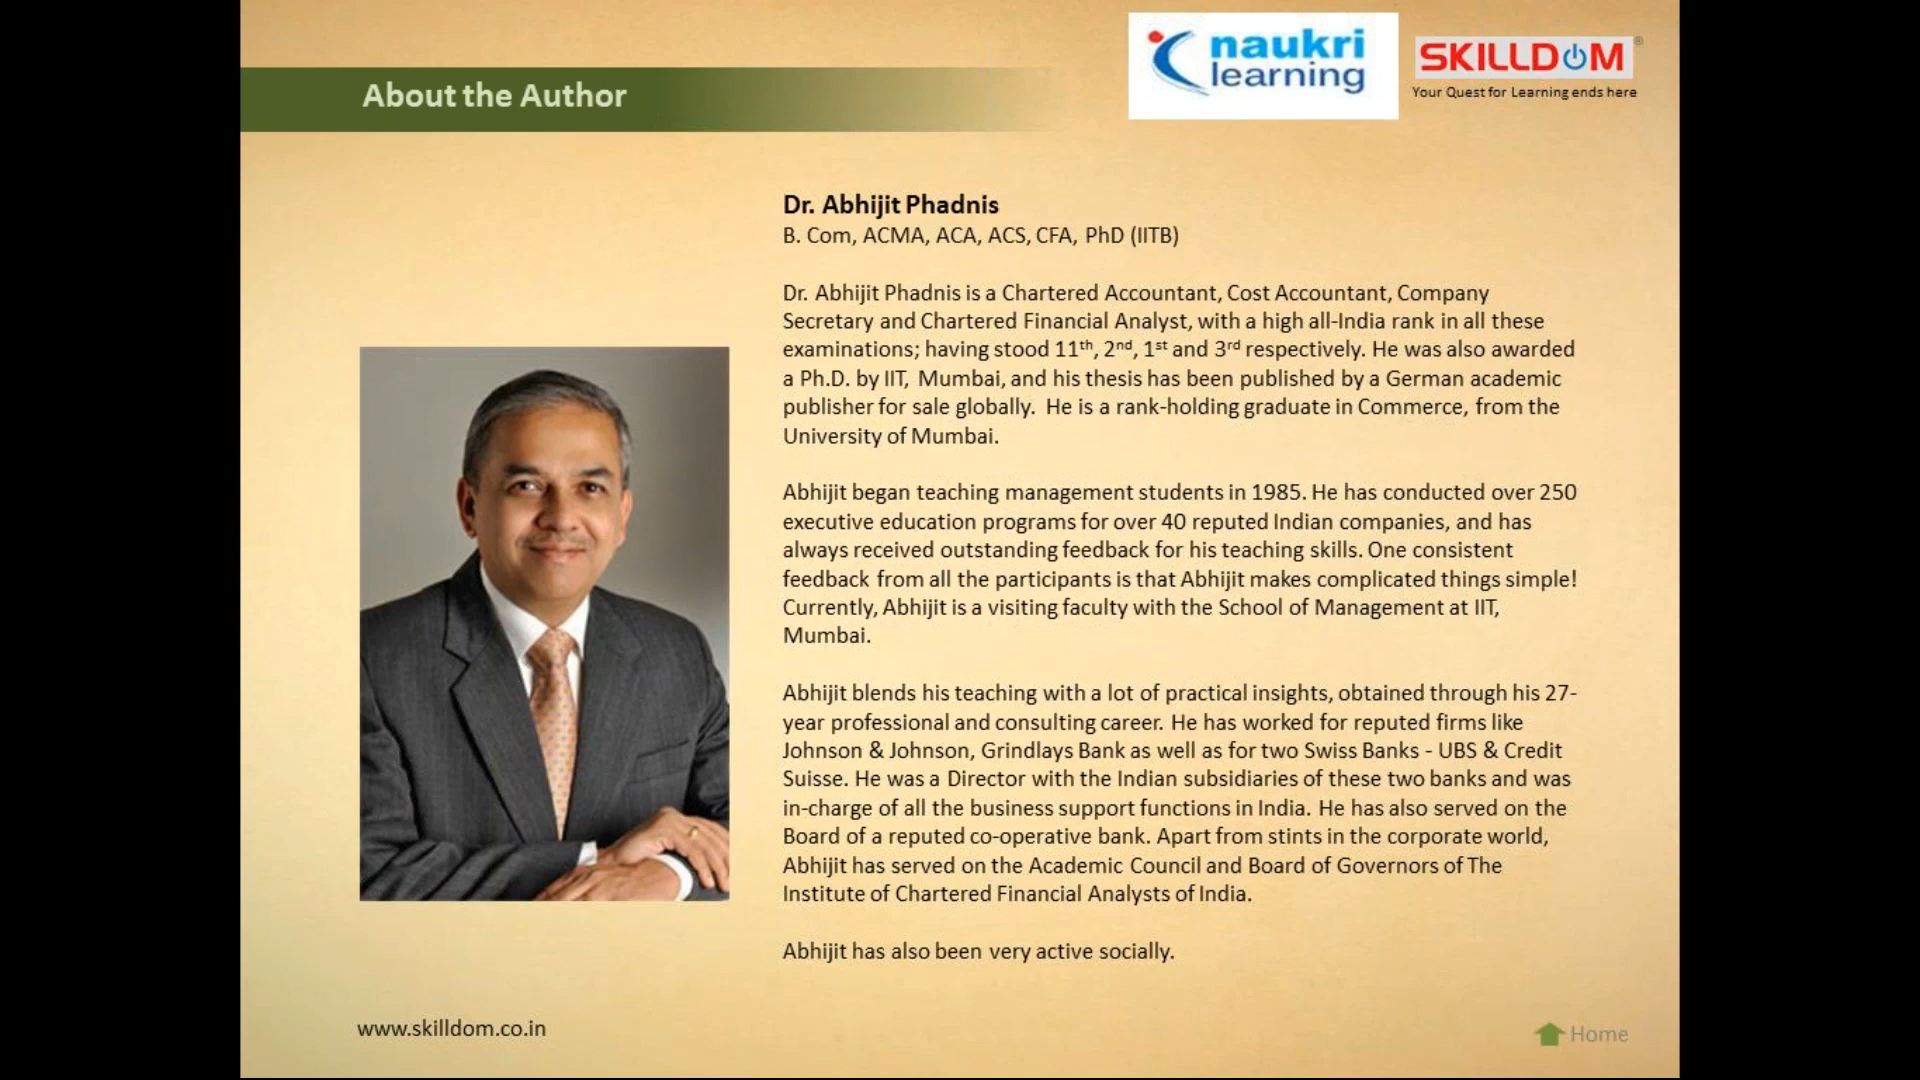 About the Author
naukri
learning
SKILLDOM®
Your Quest for Learning ends here
Dr. Abhijit Phadnis
B. Com, ACMA, ACA, ACS, CFA, PhD (IITB)
Dr. Abhijit Phadnis is a Chartered Accountant, Cost Accountant, Company
Secretary and Chartered Financial Analyst, with a high all-India rank in all these
examinations; having stood 11th, 2nd, 1st and 3rd respectively. He was also awarded
a Ph.D. by IIT, Mumbai, and his thesis has been published by a German academic
publisher for sale globally. He is a rank-holding graduate in Commerce, from the
University of Mumbai.
Abhijit began teaching management students in 1985. He has conducted over 250
executive education programs for over 40 reputed Indian companies, and has
always received outstanding feedback for his teaching skills. One consistent
feedback from all the participants is that Abhijit makes complicated things simple!
Currently, Abhijit is a visiting faculty with the School of Management at IIT,
Mumbai.
Abhijit blends his teaching with a lot of practical insights, obtained through his 27-
year professional and consulting career. He has worked for reputed firms like
Johnson & Johnson, Grindlays Bank as well as for two Swiss Banks - UBS & Credit
Suisse. He was a Director with the Indian subsidiaries of these two banks and was
in-charge of all the business support functions in India. He has also served on the
Board of a reputed co-operative bank. Apart from stints in the corporate world,
Abhijit has served on the Academic Council and Board of Governors of The
Institute of Chartered Financial Analysts of India.
Abhijit has also been very active socially.
www.skilldom.co.in
Home